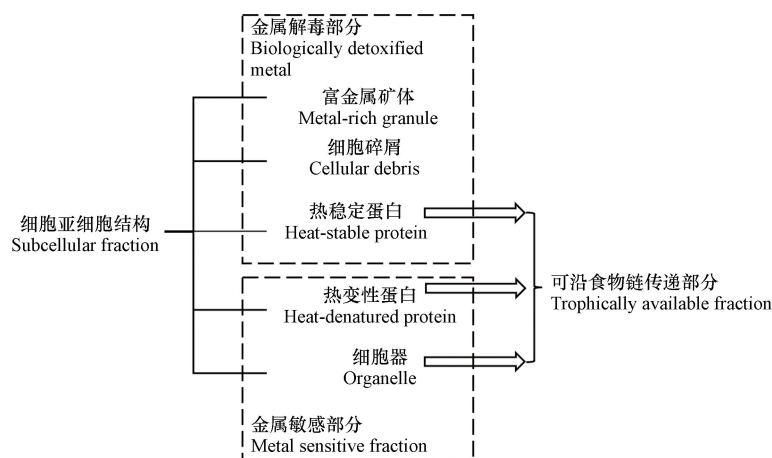 金属解毒部分
Biologically detoxified
metal
富金属矿体
Metal-rich granule
细胞碎屑
Cellular debris
热稳定蛋白
Heat-stable protein
细胞亚细胞结构
Subcellular fraction
热变性蛋白
Heat-denatured protein
可沿食物链传递部分
Trophically available fraction
细胞器
Organelle
金属敏感部分
Metal sensitive fraction